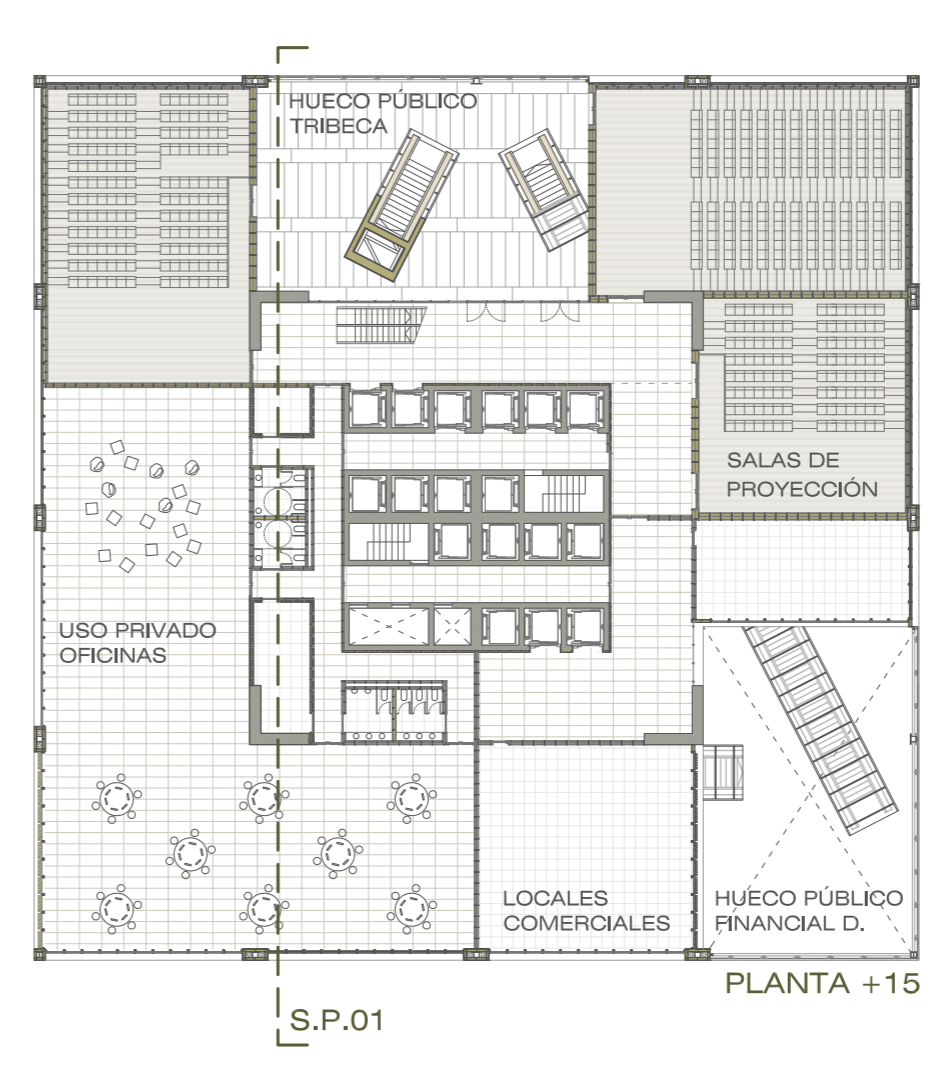 HUECO PÚBLICO
TRIBECA
SALAS DE
PROYECCIÓN
USO PRIVADO
OFICINAS
LOCALES
COMERCIALES
HUECO PÚBLICO
FINANCIAL D.
PLANTA +15
S.P.01